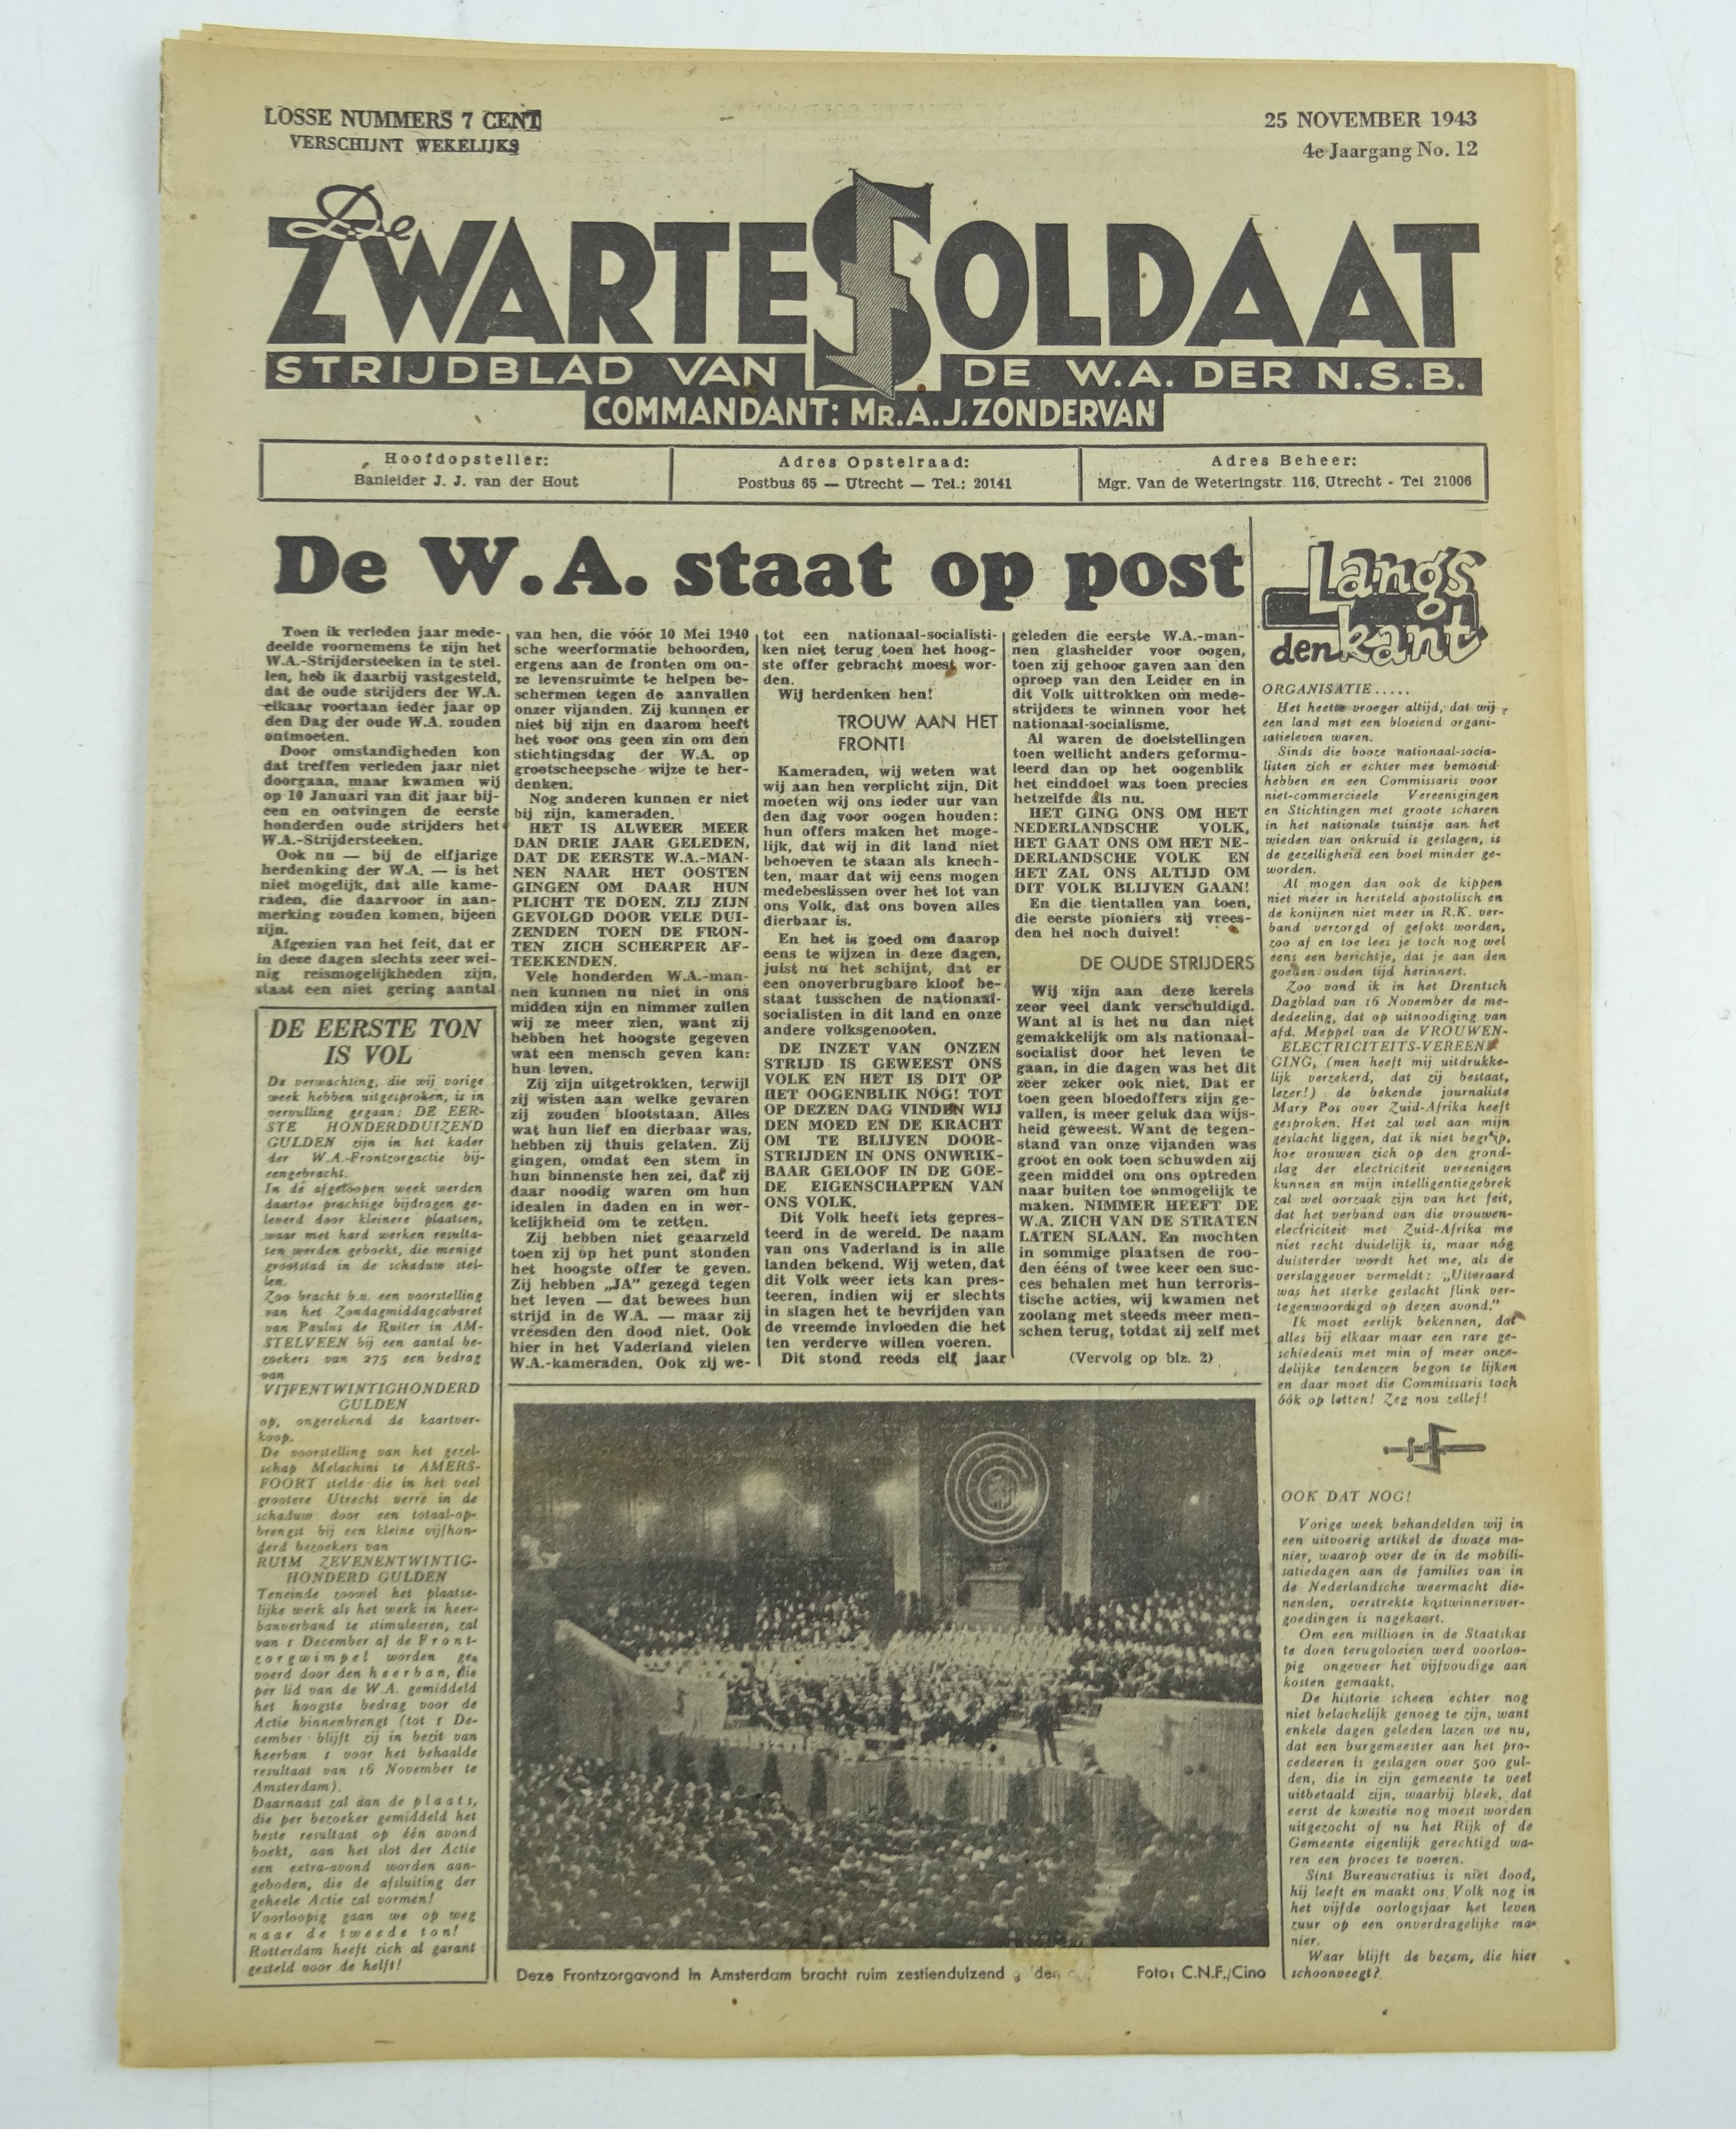 LOSSE NUMMERS 7 CENT
VERSCHIJNT WEKELIJKS
25 NOVEMBER 1943
4e Jaargang No. 12
De
ZWARTE SOLDAAT
STRIJDBLAD VAN DE W.A. DER N.S.B.
COMMANDANT: MR. A. J. ZONDERVAN
Hoofdopsteller:
Banleider J. J. van der Hout
Adres Opstelraad:
Postbus 65 — Utrecht — Tel.: 20141
Adres Beheer:
Mgr. Van de Weteringstr. 116, Utrecht - Tel 21006
De W.A. staat op post
Toen ik verleden jaar mede-
deelde voornemens te zijn het
W.A.-Strijdersteeken in te stel-
len, heb ik daarbij vastgesteld,
dat de oude strijders der W.A.
elkaar voortaan ieder jaar op
den Dag der oude W.A. zouden
ontmoeten.
Door omstandigheden kon
dat treffen verleden jaar niet
doorgaan, maar kwamen wij
op 10 Januari van dit jaar bij-
een en ontvingen de eerste
honderden oude strijders het
W.A.-Strijdersteeken.
Ook nu — bij de elfjarige
herdenking der W.A. — is het
niet mogelijk, dat alle kame-
raden, die daarvoor in aan-
merking zouden komen, bijeen
zijn.
Afgezien van het feit, dat er
in deze dagen slechts zeer wei-
nig reismogelijkheden zijn,
staat een niet gering aantal
van hen, die vóór 10 Mei 1940
sche weerformatie behoorden,
ergens aan de fronten om on-
ze levensruimte te helpen be-
schermen tegen de aanvallen
onzer vijanden. Zij kunnen er
niet bij zijn en daarom heeft
het voor ons geen zin om den
stichtingsdag der W.A. op
grootscheepsche wijze te her-
denken.
Nog anderen kunnen er niet
bij zijn, kameraden.
HET IS ALWEER MEER
DAN DRIE JAAR GELEDEN,
DAT DE EERSTE W.A.-MAN-
NEN NAAR HET OOSTEN
GINGEN OM DAAR HUN
PLICHT TE DOEN. ZIJ ZIJN
GEVOLGD DOOR VELE DUI-
ZENDEN TOEN DE FRON-
TEN ZICH SCHERPER AF-
TEEKENDEN.
Vele honderden W.A.-man-
nen kunnen nu niet in ons
midden zijn en nimmer zullen
wij ze meer zien, want zij
hebben het hoogste gegeven
wat een mensch geven kan:
hun leven.
Zij zijn uitgetrokken, terwijl
zij wisten aan welke gevaren
zij zouden blootstaan. Alles
wat hun lief en dierbaar was,
hebben zij thuis gelaten. Zij
gingen, omdat een stem in
hun binnenste hen zei, dat zij
daar noodig waren om hun
idealen in daden en in wer-
kelijkheid om te zetten.
Zij hebben niet geaarzeld
toen zij op het punt stonden
het hoogste offer te geven.
Zij hebben „JA" gezegd tegen
het leven — dat bewees hun
strijd in de W.A. — maar zij
vreesden den dood niet. Ook
hier in het Vaderland vielen
W.A.-kameraden. Ook zij we-
tot een nationaal-socialisti-
ken niet terug toen het hoog-
ste offer gebracht moest wor-
den.
Wij herdenken hen!
TROUW AAN HET
FRONT!
Kameraden, wij weten wat
wij aan hen verplicht zijn. Dit
moeten wij ons ieder uur van
den dag voor oogen houden:
hun offers maken het moge-
lijk, dat wij in dit land niet
behoeven te staan als knech-
ten, maar dat wij eens mogen
medebeslissen over het lot van
ons Volk, dat ons boven alles
dierbaar is.
En het is goed om daarop
eens te wijzen in deze dagen,
juist nu het schijnt, dat er
een onoverbrugbare kloof be-
staat tusschen de nationaal-
socialisten in dit land en onze
andere volksgenooten.
DE INZET VAN ONZEN
STRIJD IS GEWEEST ONS
VOLK EN HET IS DIT OP
HET OOGENBLIK NOG! TOT
OP DEZEN DAG VINDEN WIJ
DEN MOED EN DE KRACHT
OM TE BLIJVEN DOOR-
STRIJDEN IN ONS ONWRIK-
BAAR GELOOF IN DE GOE-
DE EIGENSCHAPPEN VAN
ONS VOLK.
Dit Volk heeft iets gepres-
teerd in de wereld. De naam
van ons Vaderland is in alle
landen bekend. Wij weten, dat
dit Volk weer iets kan pres-
teeren, indien wij er slechts
in slagen het te bevrijden van
de vreemde invloeden die het
ten verderve willen voeren.
Dit stond reeds elf jaar
geleden die eerste W.A.-man-
nen glashelder voor oogen,
toen zij gehoor gaven aan den
oproep van den Leider en in
dit Volk uittrokken om mede-
strijders te winnen voor het
nationaal-socialisme.
Al waren de doelstellingen
toen wellicht anders geformu-
leerd dan op het oogenblik
het einddoel was toen precies
hetzelfde als nu.
HET GING ONS OM HET
NEDERLANDSCHE VOLK,
HET GAAT ONS OM HET NE-
DERLANDSCHE VOLK EN
HET ZAL ONS ALTIJD OM
DIT VOLK BLIJVEN GAAN!
En die tientallen van toen,
die eerste pioniers zij vrees-
den hel noch duivel!
DE OUDE STRIJDERS
Wij zijn aan deze kerels
zeer veel dank verschuldigd.
Want al is het nu dan niet
gemakkelijk om als nationaal-
socialist door het leven te
gaan, in die dagen was het dit
zeer zeker ook niet. Dat er
toen geen bloedoffers zijn ge-
vallen, is meer geluk dan wijs-
heid geweest. Want de tegen-
stand van onze vijanden was
groot en ook toen schuwden zij
geen middel om ons optreden
naar buiten toe onmogelijk te
maken. NIMMER HEEFT DE
W.A. ZICH VAN DE STRATEN
LATEN SLAAN. En mochten
in sommige plaatsen de roo-
den ééns of twee keer een suc-
ces behalen met hun terroris-
tische acties, wij kwamen net
zoolang met steeds meer men-
schen terug, totdat zij zelf met
(Vervolg op blz. 2)
DE EERSTE TON
IS VOL
De verwachting, die wij vorige
week hebben uitgesproken, is in
vervulling gegaan: DE EER-
STE HONDERDDUIZEND
GULDEN zijn in het kader
der W.A.-Frontzorgactie bij-
eengebracht.
In de afgeloopen week werden
daartoe prachtige bijdragen ge-
leverd door kleinere plaatsen,
waar met hard werken resulta-
ten werden geboekt, die menige
grootstad in de schaduw stel-
len.
Zoo bracht b.v. een voorstelling
van het Zondagmiddagcabaret
van Paulus de Ruiter in AM-
STELVEEN bij een aantal be-
zoekers van 275 een bedrag
van
VIJFENTWINTIGHONDERD
GULDEN
op, ongerekend de kaartver-
koop.
De voorstelling van het gezel-
schap Melachini te AMERS-
FOORT stelde die in het veel
grootere Utrecht verre in de
schaduw door een totaal-op-
brengst bij een kleine vijfhon-
derd bezoekers van
RUIM ZEVENENTWINTIG-
HONDERD GULDEN
Teneinde zoowel het plaatse-
lijke werk als het werk in heer-
banverband te stimuleeren, zal
van 1 December af de Front-
zorgwimpel worden ge-
voerd door den heerban, die
per lid van de W.A. gemiddeld
het hoogste bedrag voor de
Actie binnenbrengt (tot 1 De-
cember blijft zij in bezit van
heerban 1 voor het behaalde
resultaat van 16 November te
Amsterdam).
Daarnaast zal aan de plaats,
die per bezoeker gemiddeld het
beste resultaat op één avond
boekt, aan het slot der Actie
een extra-avond worden aan-
geboden, die de afsluiting der
geheele Actie zal vormen!
Voorloopig gaan we op weg
naar de tweede ton!
Rotterdam heeft zich al garant
gesteld voor de helft!
Deze Frontzorgavond in Amsterdam bracht ruim zestienduizend
Foto: C.N.F./Cino
Langs
den kant
ORGANISATIE.....
Het heette vroeger altijd, dat wij
een land met een bloeiend organi-
satieleven waren.
Sinds die booze nationaal-socia-
listen zich er echter mee bemoeid
hebben en een Commissaris voor
niet-commercieele Vereenigingen
en Stichtingen met groote scharen
in het nationale tuintje aan het
wieden van onkruid is geslagen, is
de gezelligheid een boel minder ge-
worden.
Al mogen dan ook de kippen
niet meer in hersteld apostolisch en
de konijnen niet meer in R.K. ver-
band verzorgd of gefokt worden,
zoo af en toe lees je toch nog wel
eens een berichtje, dat je aan den
goeden ouden tijd herinnert.
Zoo vond ik in het Drentsch
Dagblad van 16 November de me-
dedeeling, dat op uitnoodiging van
afd. Meppel van de VROUWEN-
ELECTRICITEITS-VEREENI-
GING, (men heeft mij uitdrukke-
lijk verzekerd, dat zij bestaat,
lezer!) de bekende journaliste
Mary Pos over Zuid-Afrika heeft
gesproken. Het zal wel aan mijn
geslacht liggen, dat ik niet begrijp,
hoe vrouwen zich op den grond-
slag der electriciteit vereenigen
kunnen en mijn intelligentiegebrek
zal wel oorzaak zijn van het feit,
dat het verband van die vrouwen-
electriciteit met Zuid-Afrika me
niet recht duidelijk is, maar nóg
duisterder wordt het me, als de
verslaggever vermeldt: „Uiteraard
was het sterke geslacht flink ver-
tegenwoordigd op dezen avond."
Ik moet eerlijk bekennen, dat
alles bij elkaar maar een rare ge-
schiedenis met min of meer onze-
delijke tendenzen begon te lijken
en daar moet die Commissaris toch
óók op letten! Zeg nou zellef!
OOK DAT NOG!
Vorige week behandelden wij in
een uitvoerig artikel de dwaze ma-
nier, waarop over de in de mobili-
satiedagen aan de families van in
de Nederlandsche weermacht die-
nenden, verstrekte kostwinnersver-
goedingen is nagekaart.
Om een millioen in de Staatskas
te doen terugvloeien werd voorloo-
pig ongeveer het vijfvoudige aan
kosten gemaakt.
De historie scheen echter nog
niet belachelijk genoeg te zijn, want
enkele dagen geleden lazen we nu,
dat een burgemeester aan het pro-
cedeeren is geslagen over 500 gul-
den, die in zijn gemeente te veel
uitbetaald zijn, waarbij bleek, dat
eerst de kwestie nog moest worden
uitgezocht of nu het Rijk of de
Gemeente eigenlijk gerechtigd wa-
ren een proces te voeren.
Sint Bureaucratius is niet dood,
hij leeft en maakt ons Volk nog in
het vijfde oorlogsjaar het leven
zuur op een onverdragelijke ma-
nier.
Waar blijft de bezem, die hier
schoonveegt?